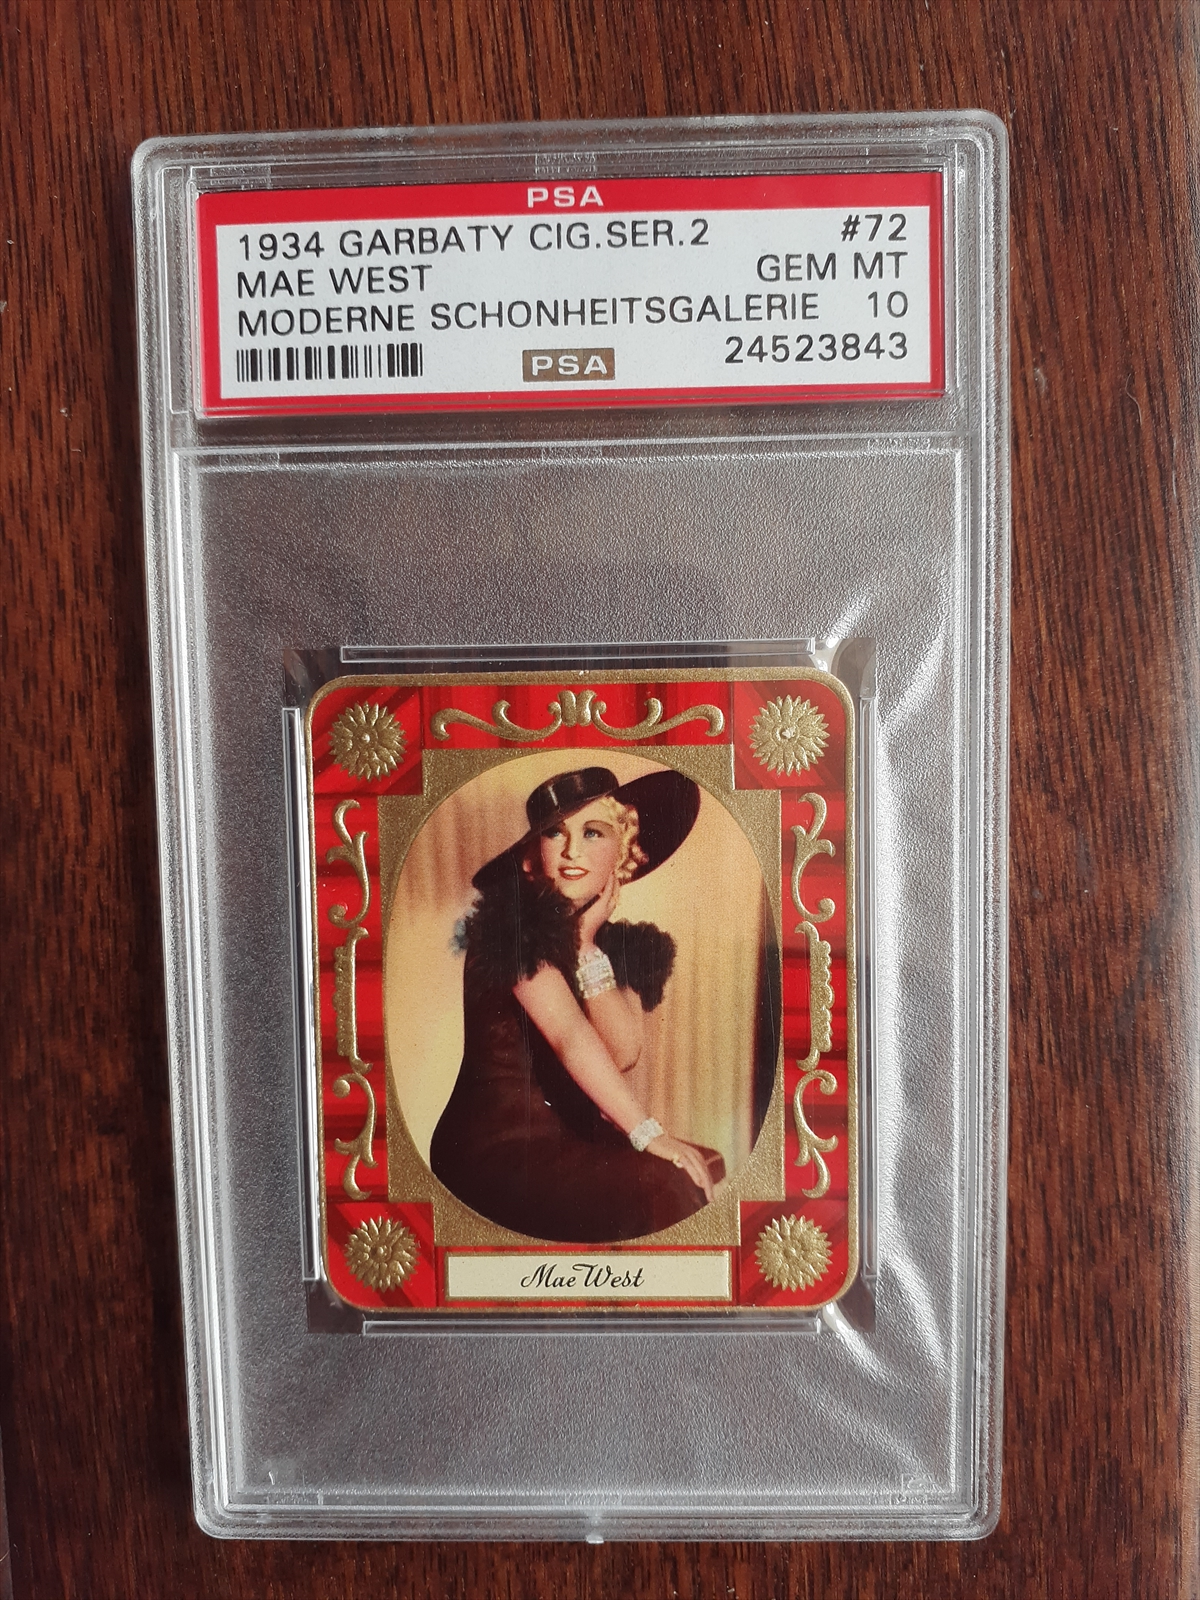 PSA
1934 GARBATY CIG.SER.2 #72
MAE WEST GEM MT
MODERNE SCHONHEITSGALERIE 10
PSA 24523843
Mae West